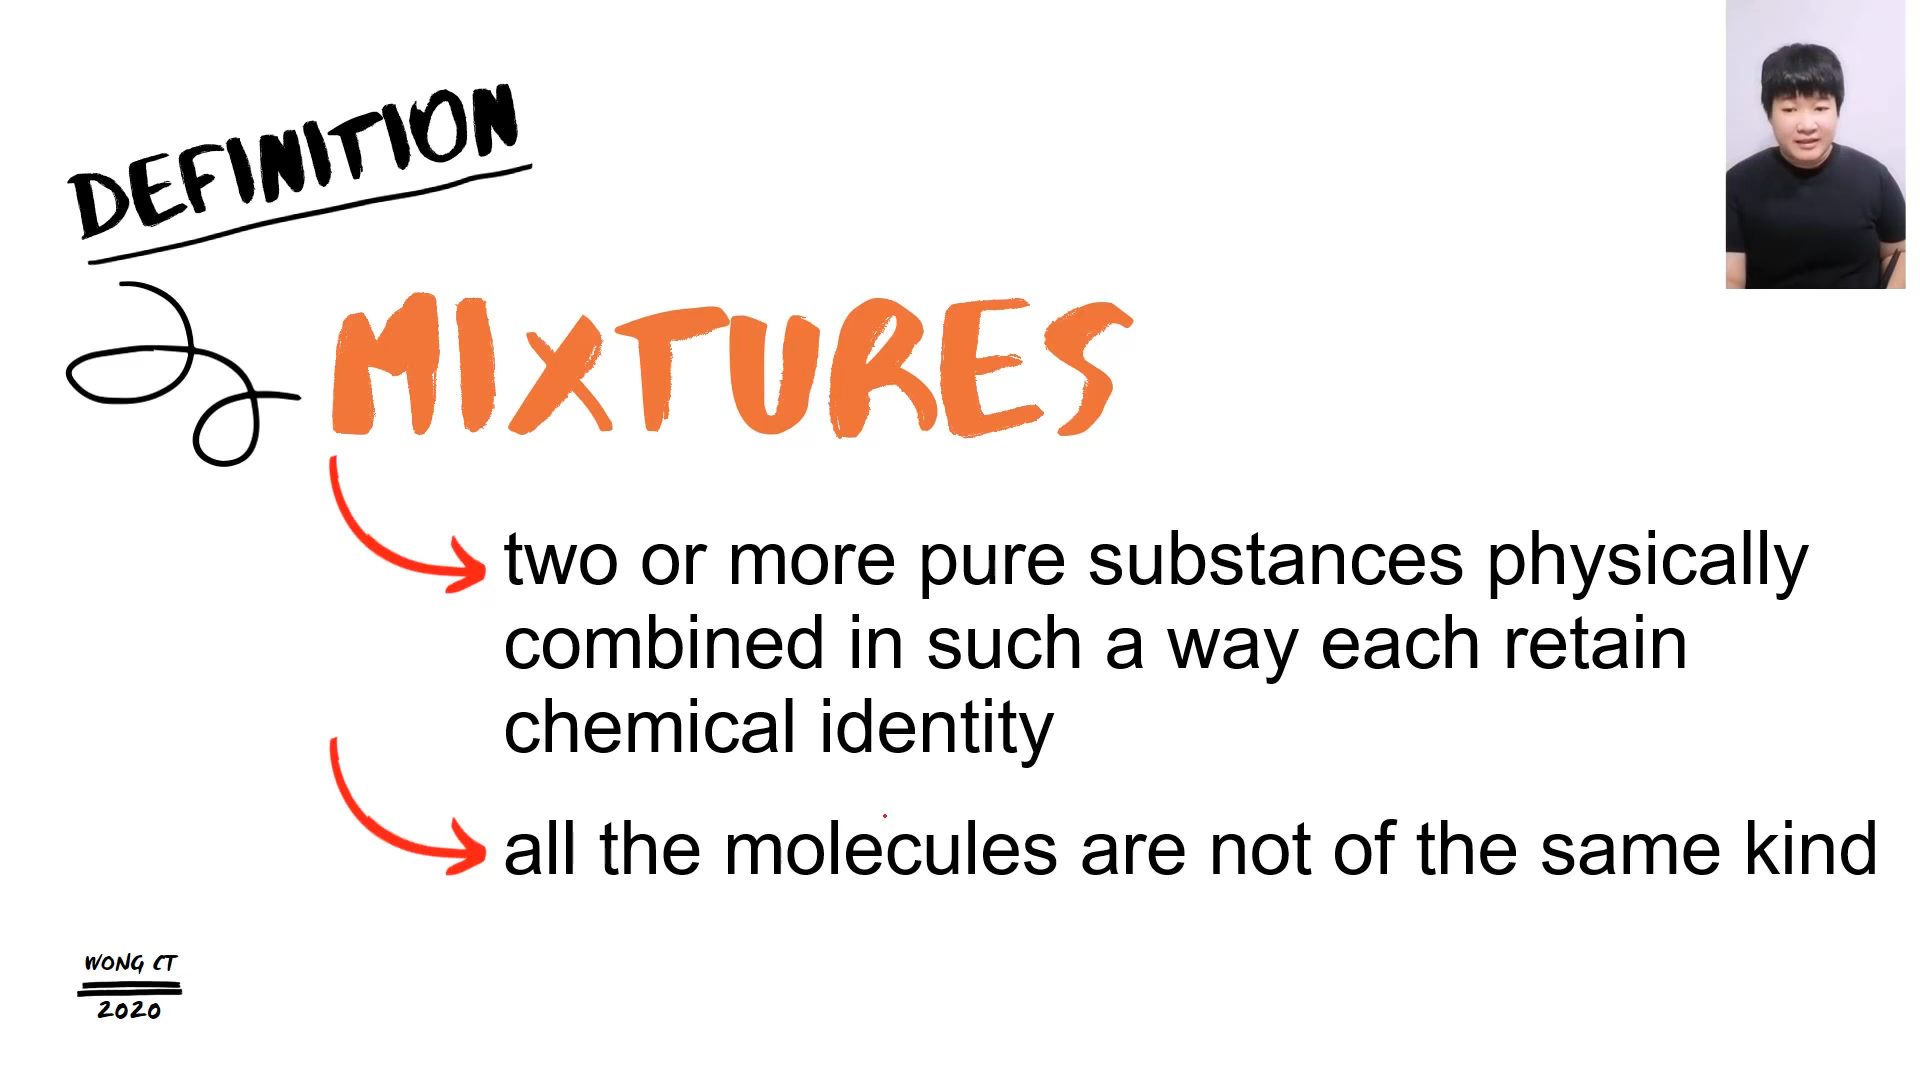 DEFINITION
MIXTURES
two or more pure substances physically
combined in such a way each retain
chemical identity
all the molecules are not of the same kind
WONG CT
2020